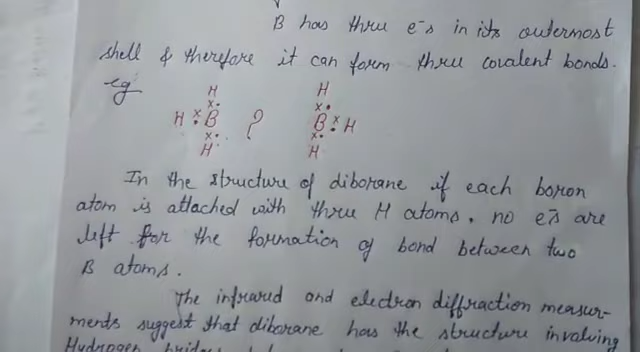 B has three e⁻s in its outermost
shell & therefore it can form three covalent bonds.
eg
H H
H ×• B ? B ו H
H H
In the structure of diborane if each boron
atom is attached with three H atoms, no e⁻s are
left for the formation of bond between two
B atoms.
The infrared and electron diffraction measur-
ments suggest that diborane has the structure involving
Hydrogen